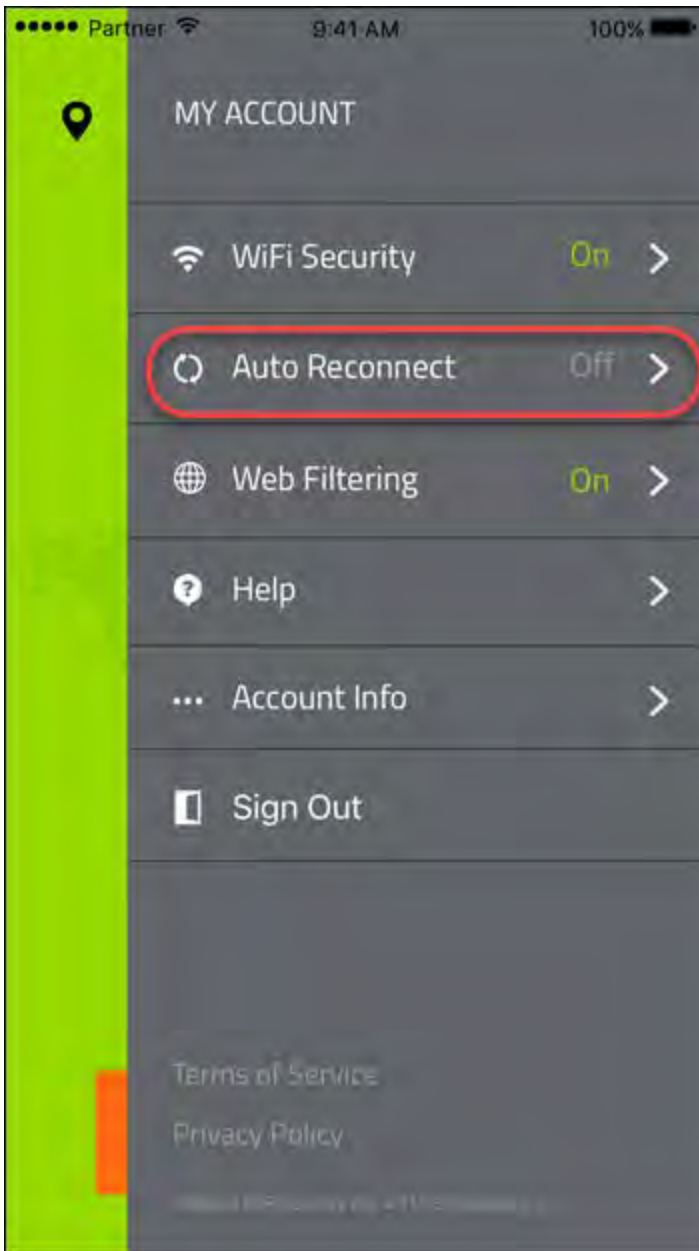 Partner 9:41 AM 100%
MY ACCOUNT
WiFi Security On
Auto Reconnect Off
Web Filtering On
Help
Account Info
Sign Out
Terms of Service
Privacy Policy